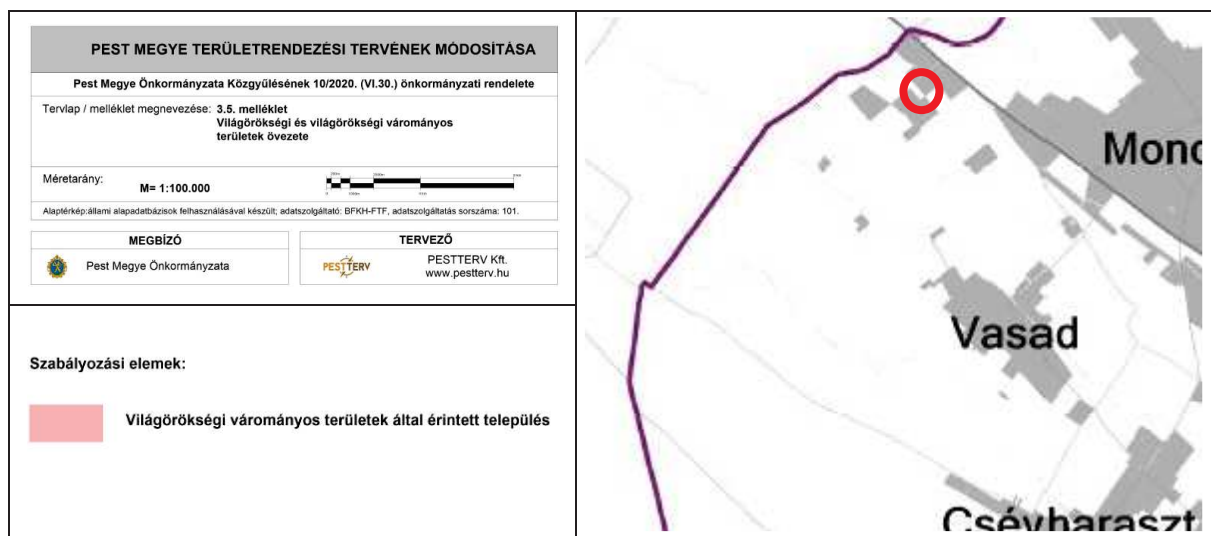 PEST MEGYE TERÜLETRENDEZÉSI TERVÉNEK MÓDOSÍTÁSA
Pest Megye Önkormányzata Közgyűlésének 10/2020. (VI.30.) önkormányzati rendelete
Tervlap / melléklet megnevezése: 3.5. melléklet
Világörökségi és világörökségi várományos
területek övezete
Méretarány:
M= 1:100.000
Alaptérkép:állami alapadatbázisok felhasználásával készült; adatszolgáltató: BFKH-FTF, adatszolgáltatás sorszáma: 101.
MEGBÍZÓ
Pest Megye Önkormányzata
TERVEZŐ
PESTTERV
PESTTERV Kft.
www.pestterv.hu
Szabályozási elemek:
Világörökségi várományos területek által érintett település
Mono
Vasad
Csévharaszt